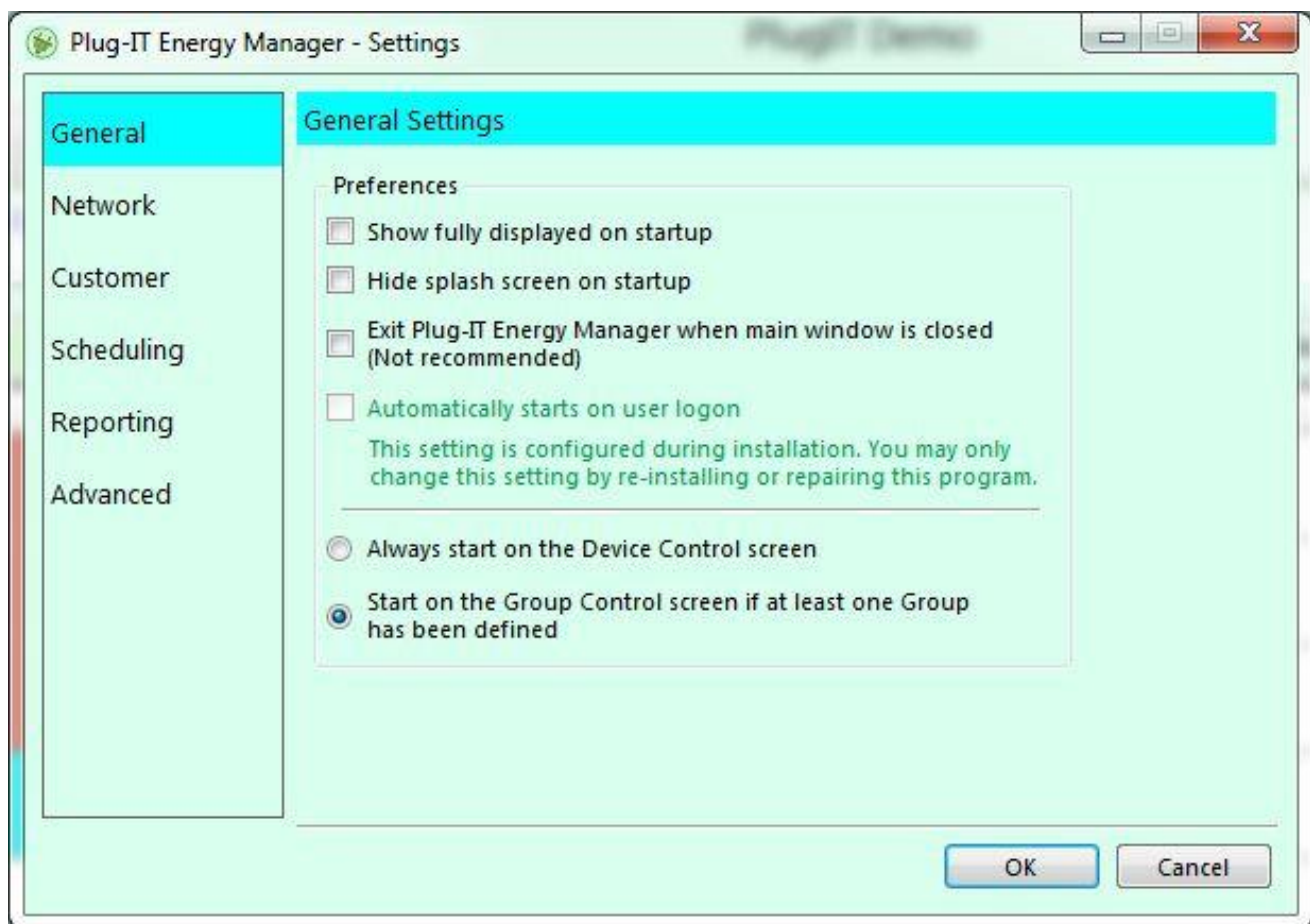 Plug-IT Energy Manager - Settings
PlugIT Demo
General
Network
Customer
Scheduling
Reporting
Advanced
General Settings
Preferences
Show fully displayed on startup
Hide splash screen on startup
Exit Plug-IT Energy Manager when main window is closed
(Not recommended)
Automatically starts on user logon
This setting is configured during installation. You may only
change this setting by re-installing or repairing this program.
Always start on the Device Control screen
Start on the Group Control screen if at least one Group
has been defined
OK
Cancel